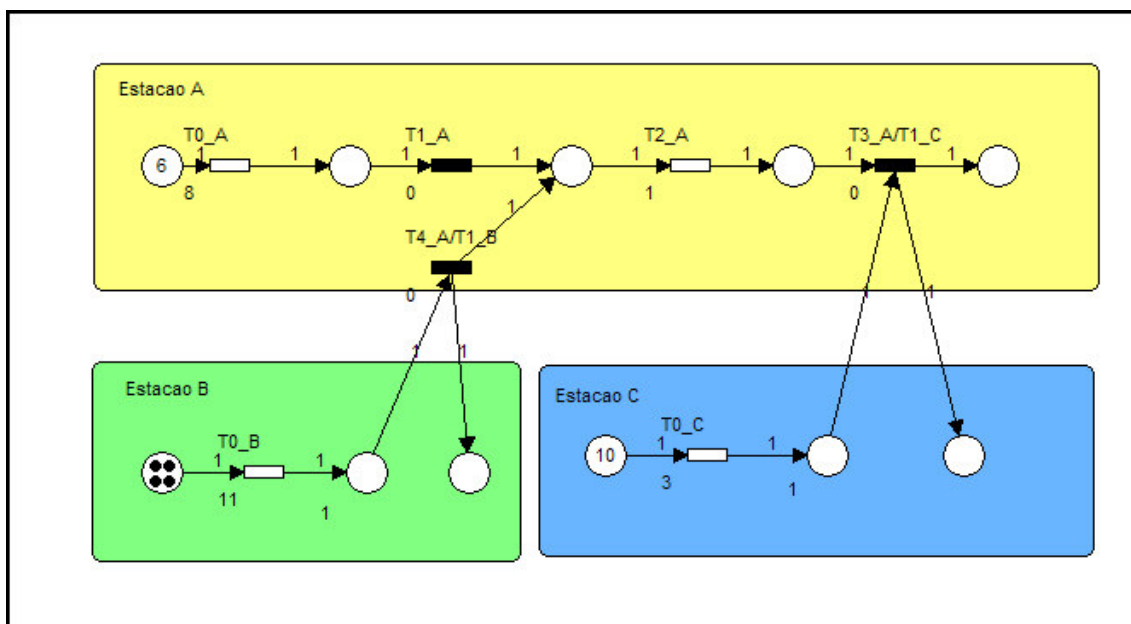 Estacao A
T0_A T1_A T2_A T3_A/T1_C
1 1 1 1 1 1 1 1
6
8 0 1 0
1
T4_A/T1_B
0
1 1
1 1
Estacao B
T0_B
1 1
11 1
Estacao C
T0_C
1 1
10
3 1